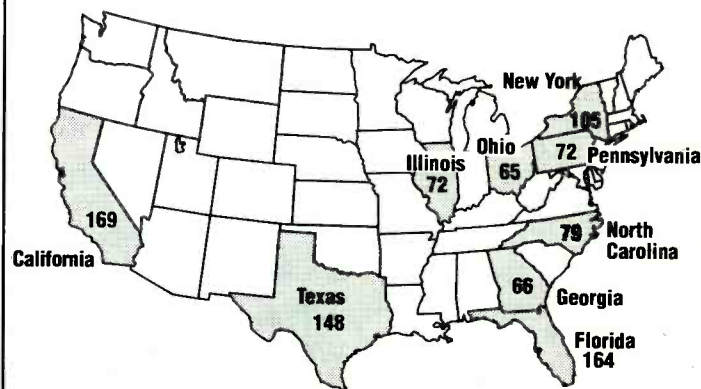 New York
105
Ohio
65
72
Pennsylvania
Illinois
72
169
California
79
North
Carolina
66
Georgia
Texas
148
Florida
164